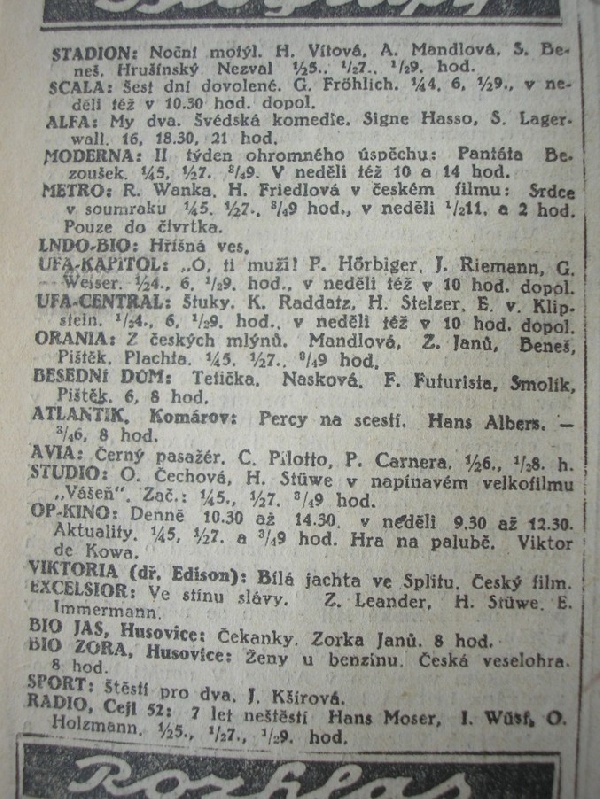 Biografy
STADION: Noční motýl. H. Vítová, A. Mandlová, S. Be-
neš. Hrušínský Nezval ½5., ½7., ½9. hod.
SCALA: Šest dní dovolené. G. Fröhlich. ¼4, 6, ½9., v ne-
děli též v 10.30 hod. dopol.
ALFA: My dva. Švédská komedie. Signe Hasso, S. Lager-
wall. 16, 18.30, 21 hod.
MODERNA: II týden ohromného úspěchu: Pantáta Be-
zoušek. ¼5, ½7. ¾9. V neděli též 10 a 14 hod.
METRO: R. Wanka, H. Friedlová v českém filmu: Srdce
v soumraku ¼5. ½7., ¾9 hod., v neděli ½11. a 2 hod.
Pouze do čtvrtka.
LNDO-BIO: Hříšná ves.
UFA-KAPITOL: „O, ti muži! P. Hörbiger, J. Riemann, G.
Weiser. ½4., 6, ½9. hod., v neděli též v 10 hod. dopol.
UFA-CENTRAL: Štuky. K. Raddatz, H. Stelzer, E. v. Klip-
stein. ½4., 6, ½9. hod., v neděli též v 10 hod. dopol.
ORANIA: Z českých mlýnů. Mandlová, Z. Janů, Beneš,
Pištěk. Plachta. ¼5. ½7., ¾9 hod.
BESEDNÍ DŮM: Tetička. Nasková. F. Futurista, Smolík,
Pištěk. 6, 8 hod.
ATLANTIK, Komárov: Percy na scestí. Hans Albers. —
¾6, 8 hod.
AVIA: Černý pasažér. C. Pilotto, P. Carnera. ½6., ½8. h.
STUDIO: O. Čechová, H. Stüwe v napínavém velkofilmu
„Vášeň". Zač.: ¼5., ½7. ¾9 hod.
OP-KINO: Denně 10.30 až 14.30. v neděli 9.30 až 12.30.
Aktuality. ¼5, ½7. a ¾9 hod. Hra na palubě. Viktor
de Kowa.
VIKTORIA (dř. Edison): Bílá jachta ve Splitu. Český film.
EXCELSIOR: Ve stínu slávy. Z. Leander, H. Stüwe. E.
Immermann.
BIO JAS, Husovice: Čekanky. Zorka Janů. 8 hod.
BIO ZORA, Husovice: Ženy u benzinu. Česká veselohra.
8 hod.
SPORT: Štěstí pro dva. J. Kšírová.
RADIO, Cejl 52: 7 let neštěstí Hans Moser, I. Wüst, O.
Holzmann. ½5., ½7., ½9. hod.
Rozhlas